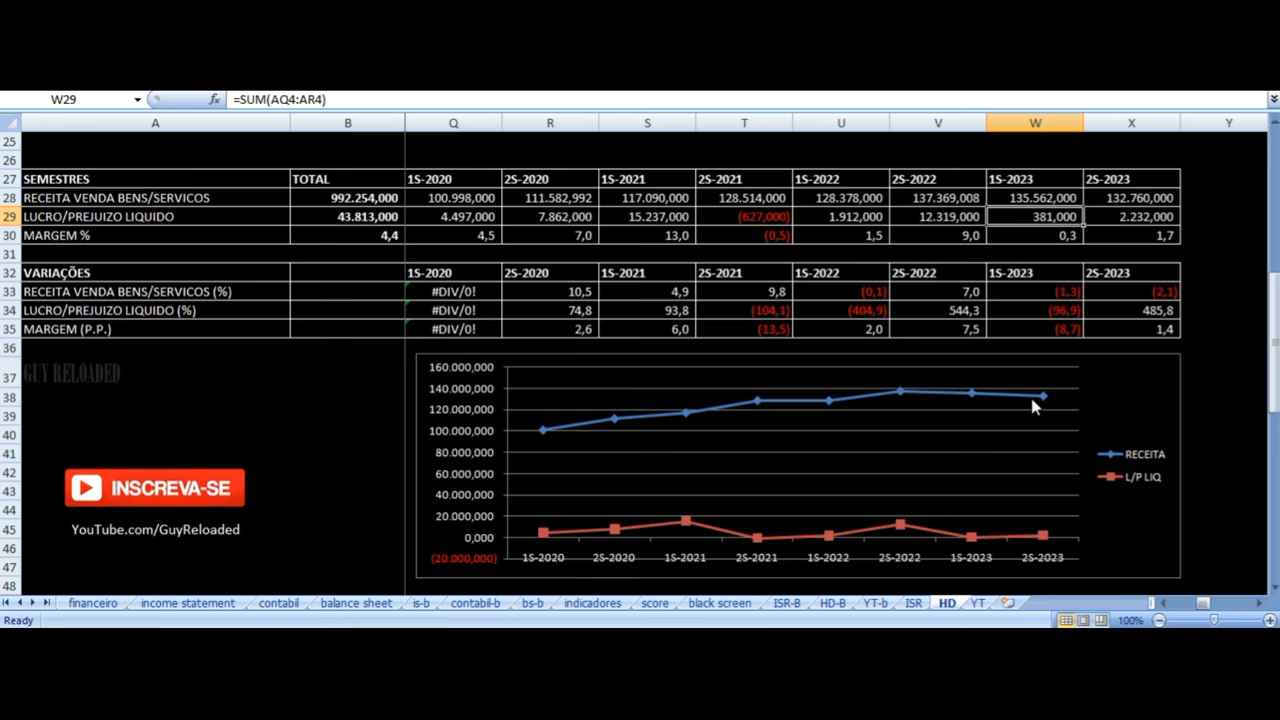 W29 fx =SUM(AQ4:AR4)
A B Q R S T U V W X Y
25
26
27 SEMESTRES TOTAL 1S-2020 2S-2020 1S-2021 2S-2021 1S-2022 2S-2022 1S-2023 2S-2023
28 RECEITA VENDA BENS/SERVICOS 992.254,000 100.998,000 111.582,992 117.090,000 128.514,000 128.378,000 137.369,008 135.562,000 132.760,000
29 LUCRO/PREJUIZO LIQUIDO 43.813,000 4.497,000 7.862,000 15.237,000 (627,000) 1.912,000 12.319,000 381,000 2.232,000
30 MARGEM % 4,4 4,5 7,0 13,0 (0,5) 1,5 9,0 0,3 1,7
31
32 VARIAÇÕES 1S-2020 2S-2020 1S-2021 2S-2021 1S-2022 2S-2022 1S-2023 2S-2023
33 RECEITA VENDA BENS/SERVICOS (%) #DIV/0! 10,5 4,9 9,8 (0,1) 7,0 (1,3) (2,1)
34 LUCRO/PREJUIZO LIQUIDO (%) #DIV/0! 74,8 93,8 (104,1) (404,9) 544,3 (96,9) 485,8
35 MARGEM (P.P.) #DIV/0! 2,6 6,0 (13,5) 2,0 7,5 (8,7) 1,4
36
37 GUY RELOADED
38
39
40
41
42
43
44
45
46
47
48
INSCREVA-SE
YouTube.com/GuyReloaded
160.000,000
140.000,000
120.000,000
100.000,000
80.000,000
60.000,000
40.000,000
20.000,000
0,000
(20.000,000)
1S-2020 2S-2020 1S-2021 2S-2021 1S-2022 2S-2022 1S-2023 2S-2023
RECEITA
L/P LIQ
financeiro income statement contabil balance sheet is-b contabil-b bs-b indicadores score black screen ISR-B HD-B YT-b ISR HD YT
Ready 100%